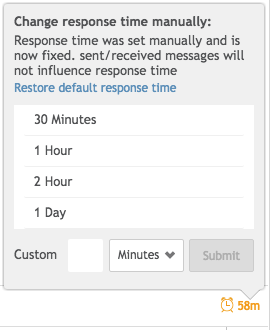 Change response time manually:
Response time was set manually and is
now fixed. sent/received messages will
not influence response time
Restore default response time
30 Minutes
1 Hour
2 Hour
1 Day
Custom Minutes Submit
58m